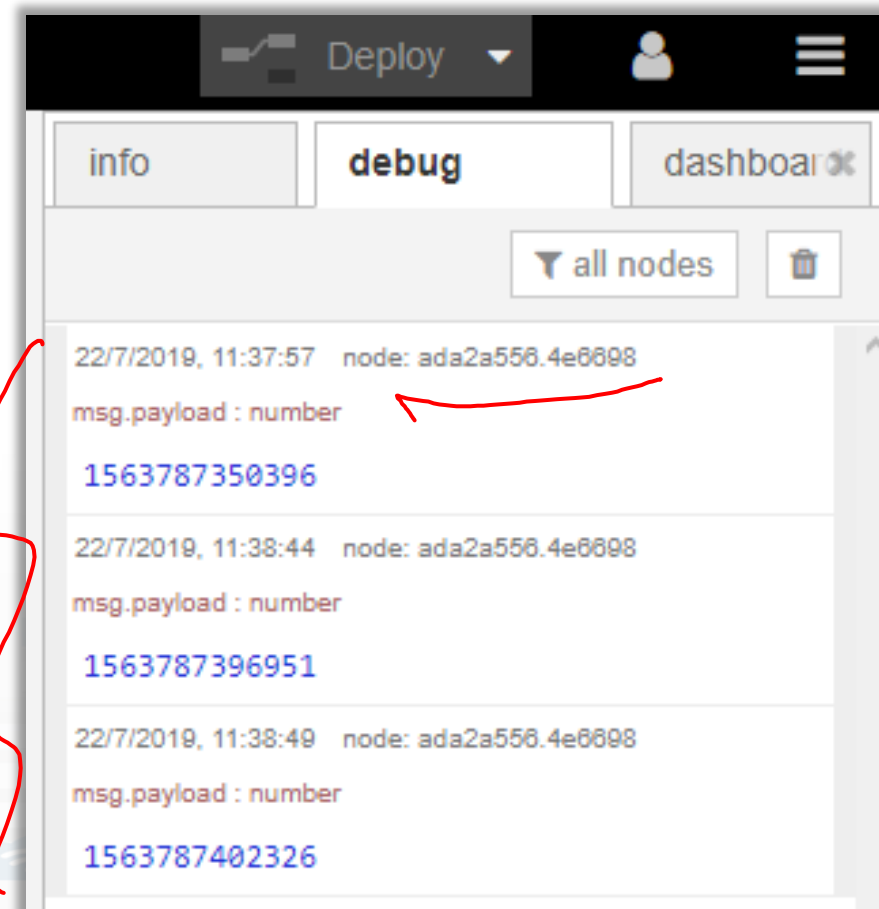 Deploy
info debug dashboard
all nodes
22/7/2019, 11:37:57 node: ada2a556.4e6698
msg.payload : number
1563787350396
22/7/2019, 11:38:44 node: ada2a556.4e6698
msg.payload : number
1563787396951
22/7/2019, 11:38:49 node: ada2a556.4e6698
msg.payload : number
1563787402326